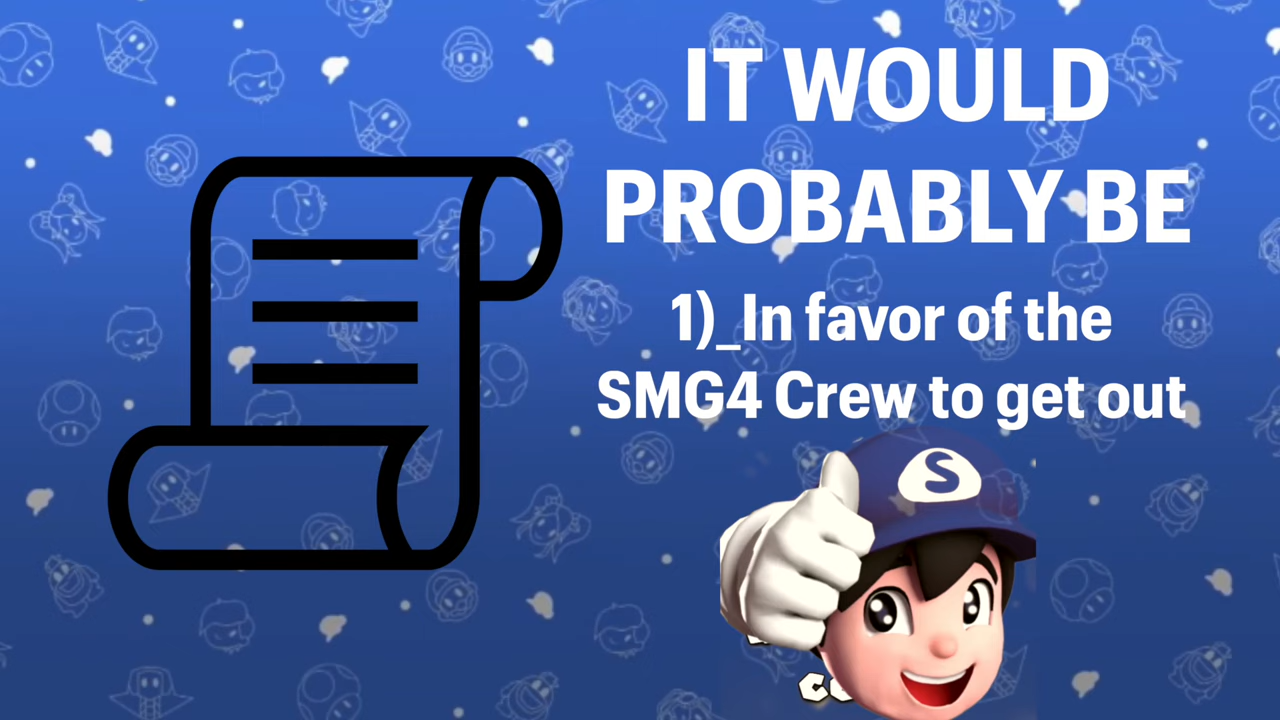 IT WOULD
PROBABLY BE
1)_In favor of the
SMG4 Crew to get out
S